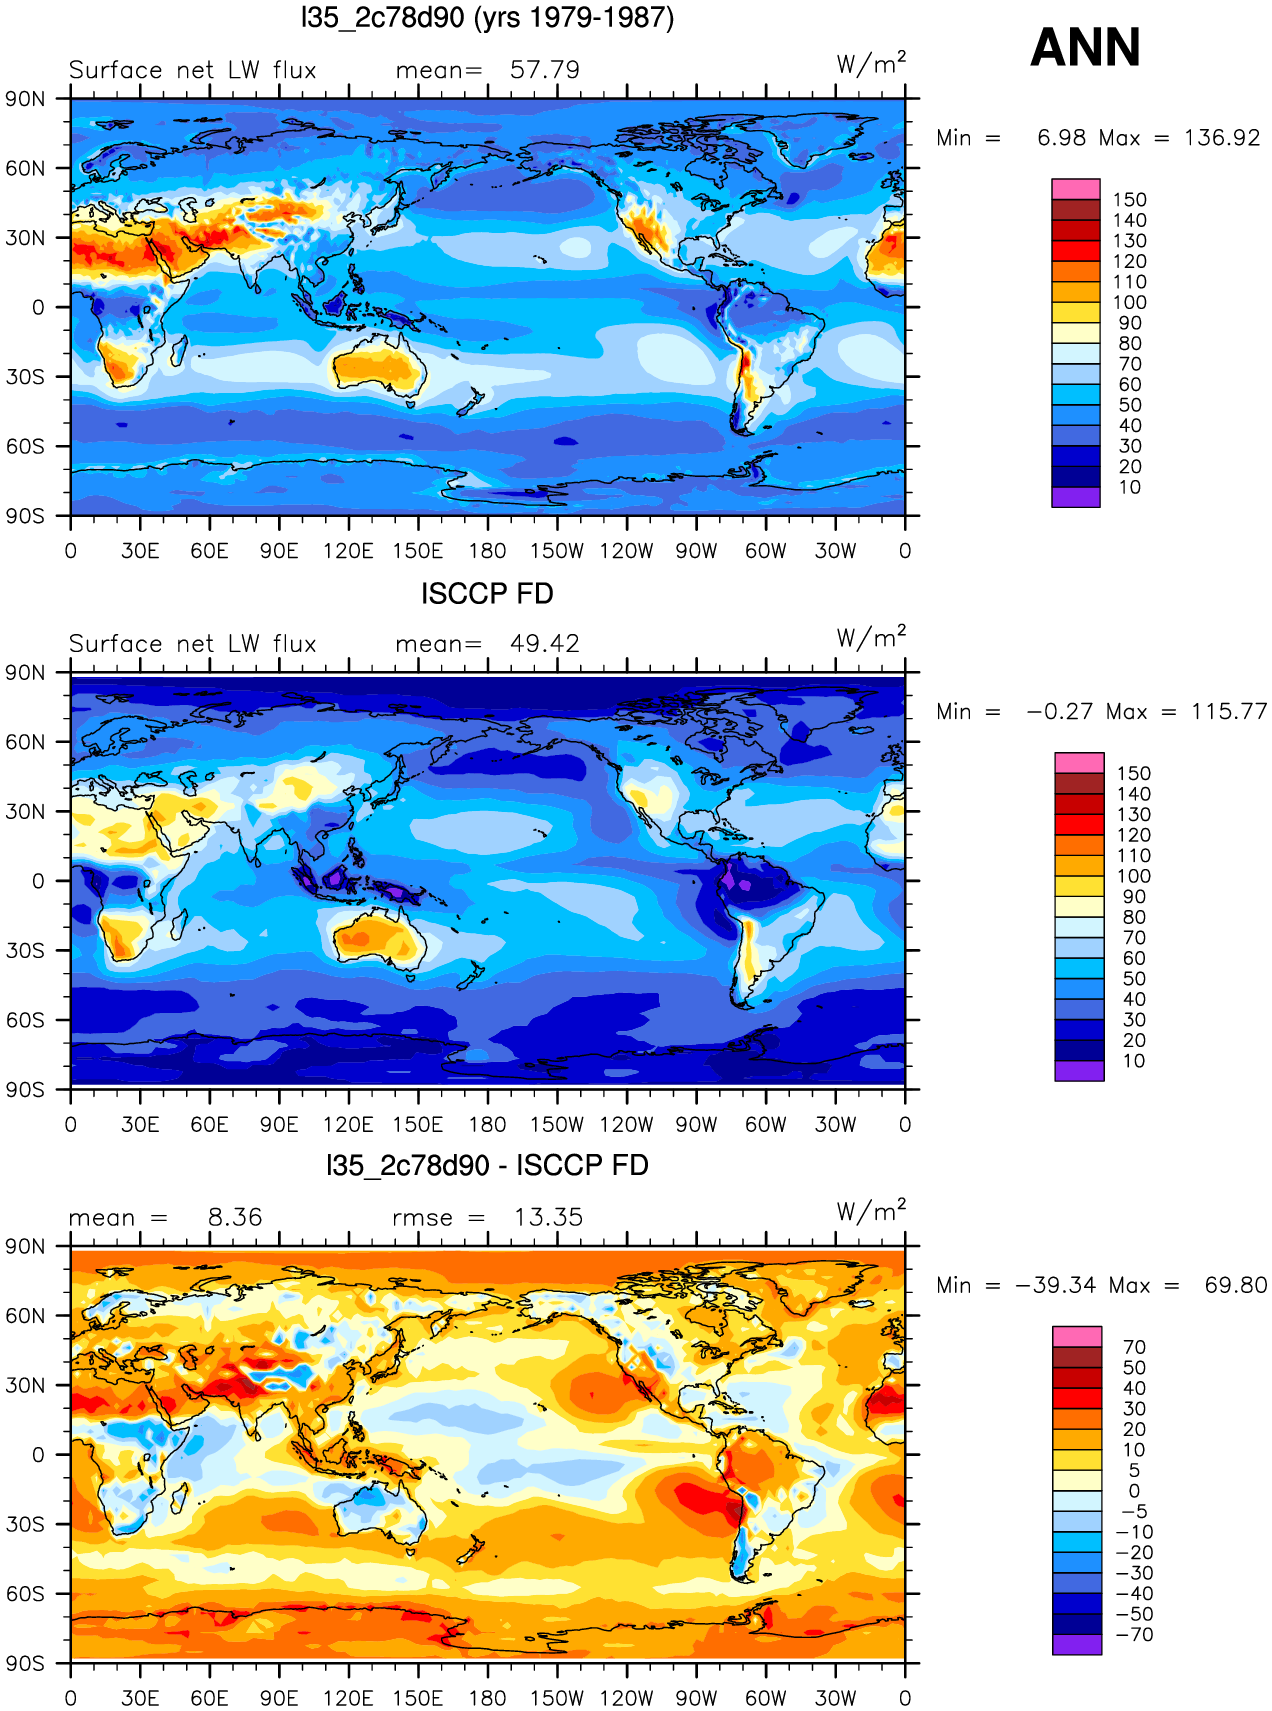 l35_2c78d90 (yrs 1979-1987)
ANN
Surface net LW flux mean= 57.79 W/m²
Min = 6.98 Max = 136.92
90N
60N
30N
0
30S
60S
90S
0 30E 60E 90E 120E 150E 180 150W 120W 90W 60W 30W 0
150
140
130
120
110
100
90
80
70
60
50
40
30
20
10
ISCCP FD
Surface net LW flux mean= 49.42 W/m²
Min = −0.27 Max = 115.77
90N
60N
30N
0
30S
60S
90S
0 30E 60E 90E 120E 150E 180 150W 120W 90W 60W 30W 0
150
140
130
120
110
100
90
80
70
60
50
40
30
20
10
l35_2c78d90 - ISCCP FD
mean = 8.36 rmse = 13.35 W/m²
Min = −39.34 Max = 69.80
90N
60N
30N
0
30S
60S
90S
0 30E 60E 90E 120E 150E 180 150W 120W 90W 60W 30W 0
70
50
40
30
20
10
5
0
−5
−10
−20
−30
−40
−50
−70